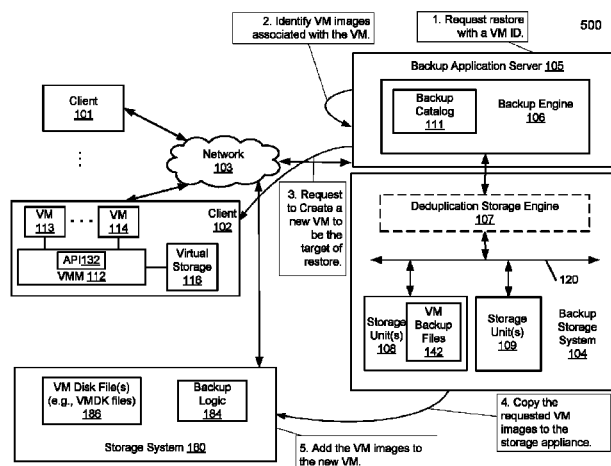 500
1. Request restore
with a VM ID.
2. Identify VM images
associated with the VM.
Backup Application Server 105
Backup
Catalog
111
Backup Engine
106
Client
101
Network
103
3. Request
to Create a
new VM to
be the
target of
restore.
Deduplication Storage Engine
107
120
Client
102
VM
113
VM
114
API132
VMM 112
Virtual
Storage
116
Storage
Unit(s)
108
VM
Backup
Files
142
Storage
Unit(s)
109
Backup
Storage
System
104
VM Disk File(s)
(e.g., VMDK files)
186
Backup
Logic
184
Storage System 180
4. Copy the
requested VM
images to the
storage appliance.
5. Add the VM images to
the new VM.